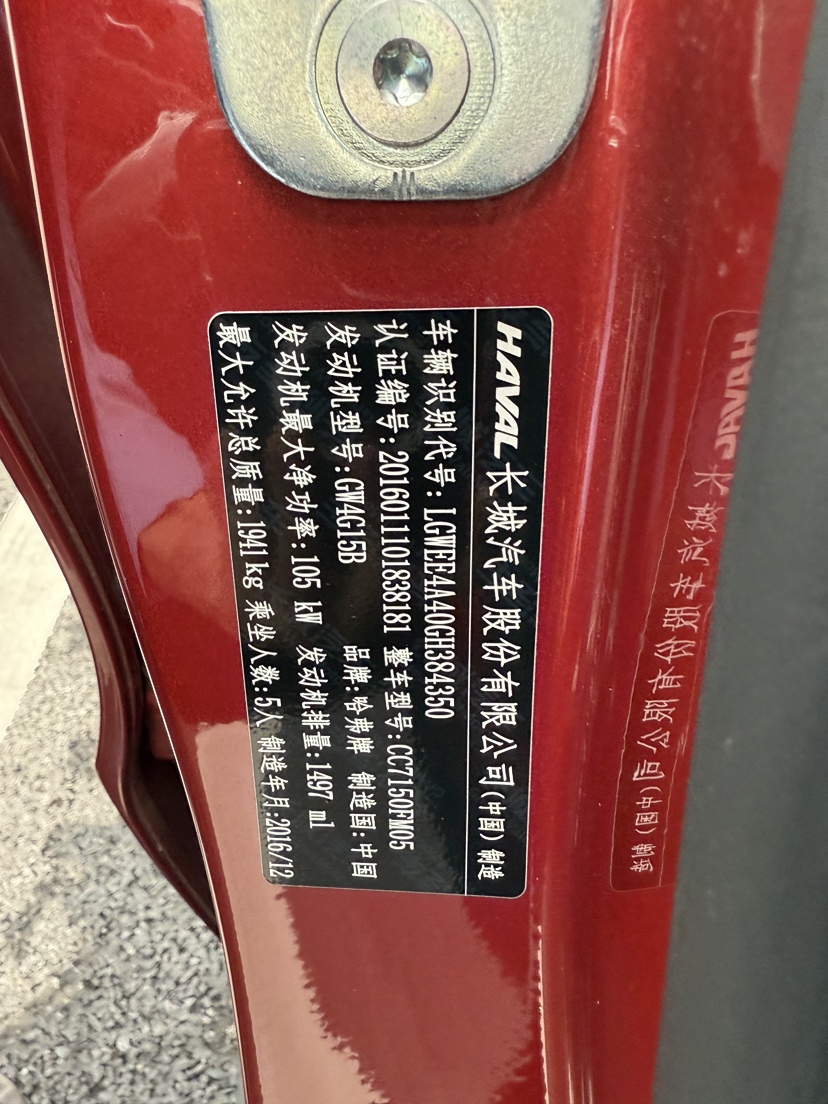 HAVAL 长城汽车股份有限公司(中国)制造
车辆识别代号:LGWEE4A40GH384350
认证编号:2016011101838181 整车型号:CC7150FM05
发动机型号:GW4G15B 品牌:哈弗牌 制造国:中国
发动机最大净功率:105 kW 发动机排量:1497 ml
最大允许总质量:1941kg 乘坐人数:5人 制造年月:2016/12